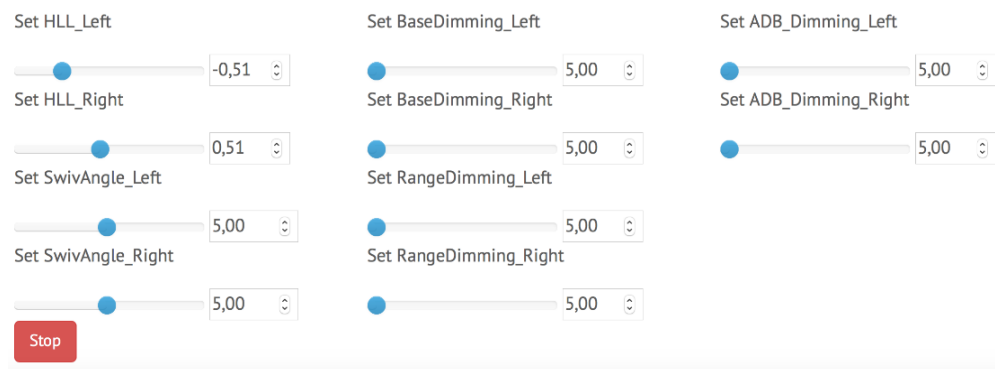 Set HLL_Left
-0,51
Set HLL_Right
0,51
Set SwivAngle_Left
5,00
Set SwivAngle_Right
5,00
Stop
Set BaseDimming_Left
5,00
Set BaseDimming_Right
5,00
Set RangeDimming_Left
5,00
Set RangeDimming_Right
5,00
Set ADB_Dimming_Left
5,00
Set ADB_Dimming_Right
5,00